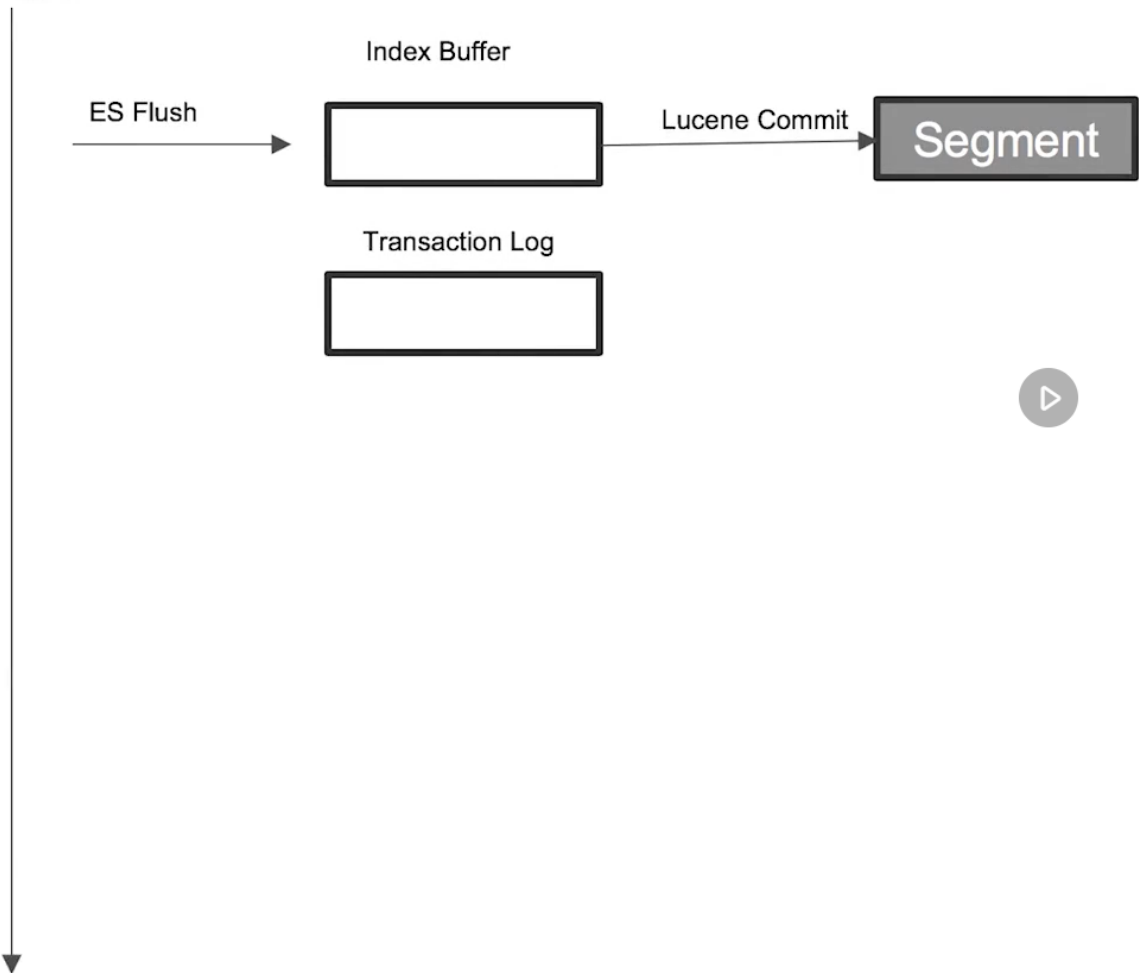 Index Buffer
ES Flush
Lucene Commit
Segment
Transaction Log